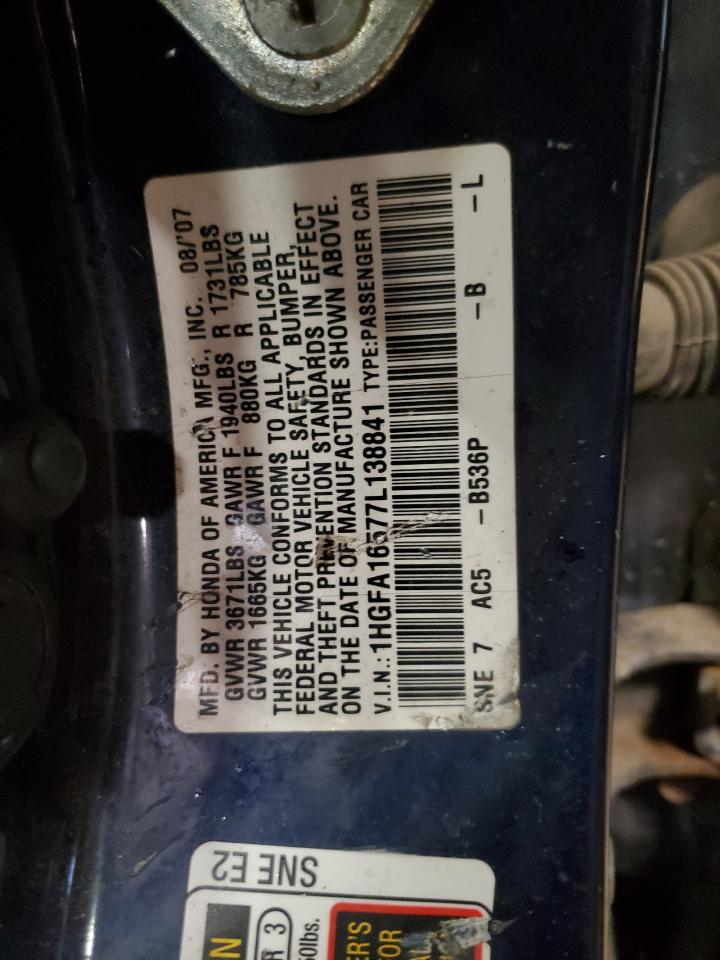 MFD. BY HONDA OF AMERICA MFG., INC. 08/'07
GVWR 3671LBS GAWR F 1940LBS R 1731LBS
GVWR 1665KG GAWR F 880KG R 785KG
THIS VEHICLE CONFORMS TO ALL APPLICABLE
FEDERAL MOTOR VEHICLE SAFETY, BUMPER,
AND THEFT PREVENTION STANDARDS IN EFFECT
ON THE DATE OF MANUFACTURE SHOWN ABOVE.
V.I.N.: 1HGFA16577L138841 TYPE:PASSENGER CAR
SNE 7 AC5 -B536P -B -L
SNE E2